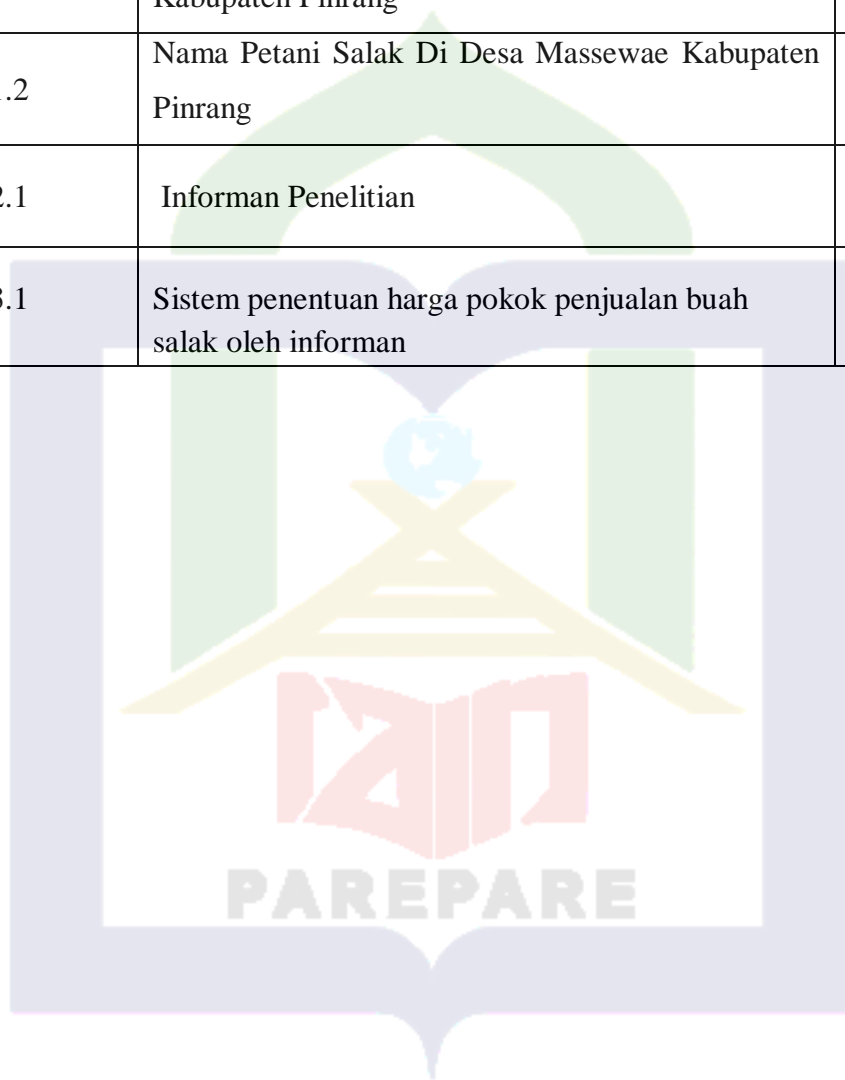 Kabupaten Pinrang
.2
Nama Petani Salak Di Desa Massewae Kabupaten
Pinrang
2.1
Informan Penelitian
3.1
Sistem penentuan harga pokok penjualan buah
salak oleh informan
iain
PAREPARE